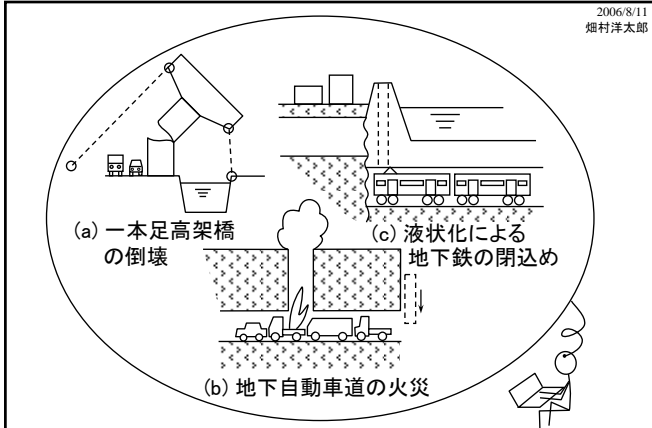 2006/8/11
畑村洋太郎
(a) 一本足高架橋
の倒壊
(c) 液状化による
地下鉄の閉込め
(b) 地下自動車道の火災